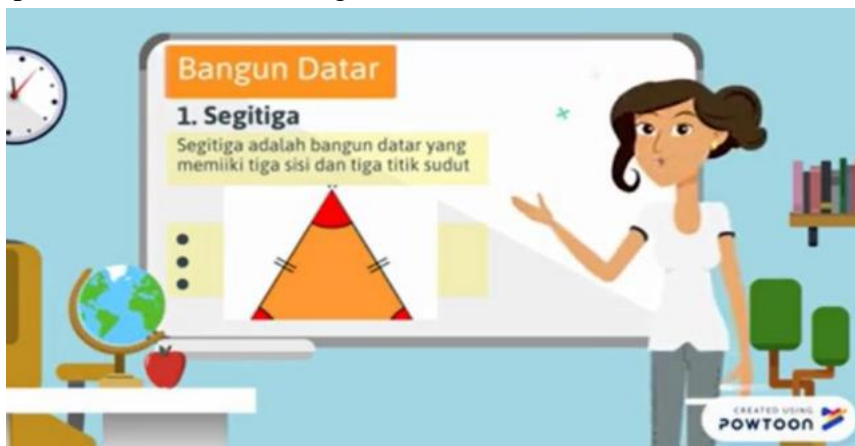 Bangun Datar
1. Segitiga
Segitiga adalah bangun datar yang
memiiki tiga sisi dan tiga titik sudut
CREATED USING
POWTOON